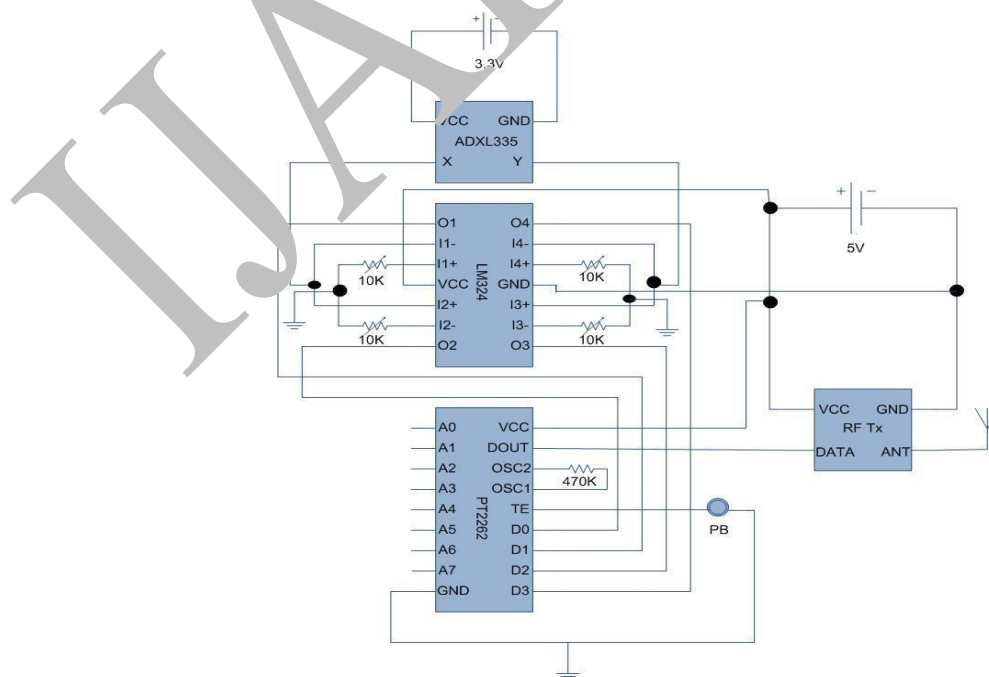 IJAR
+ −
3.3V
VCC GND
ADXL335
X Y
+ −
5V
O1 O4
I1- I4-
I1+ I4+
10K 10K
VCC GND
LM324
I2+ I3+
I2- I3-
10K 10K
O2 O3
VCC GND
RF Tx
DATA ANT
A0 VCC
A1 DOUT
A2 OSC2
470K
A3 OSC1
A4 TE
PT2262
PB
A5 D0
A6 D1
A7 D2
GND D3